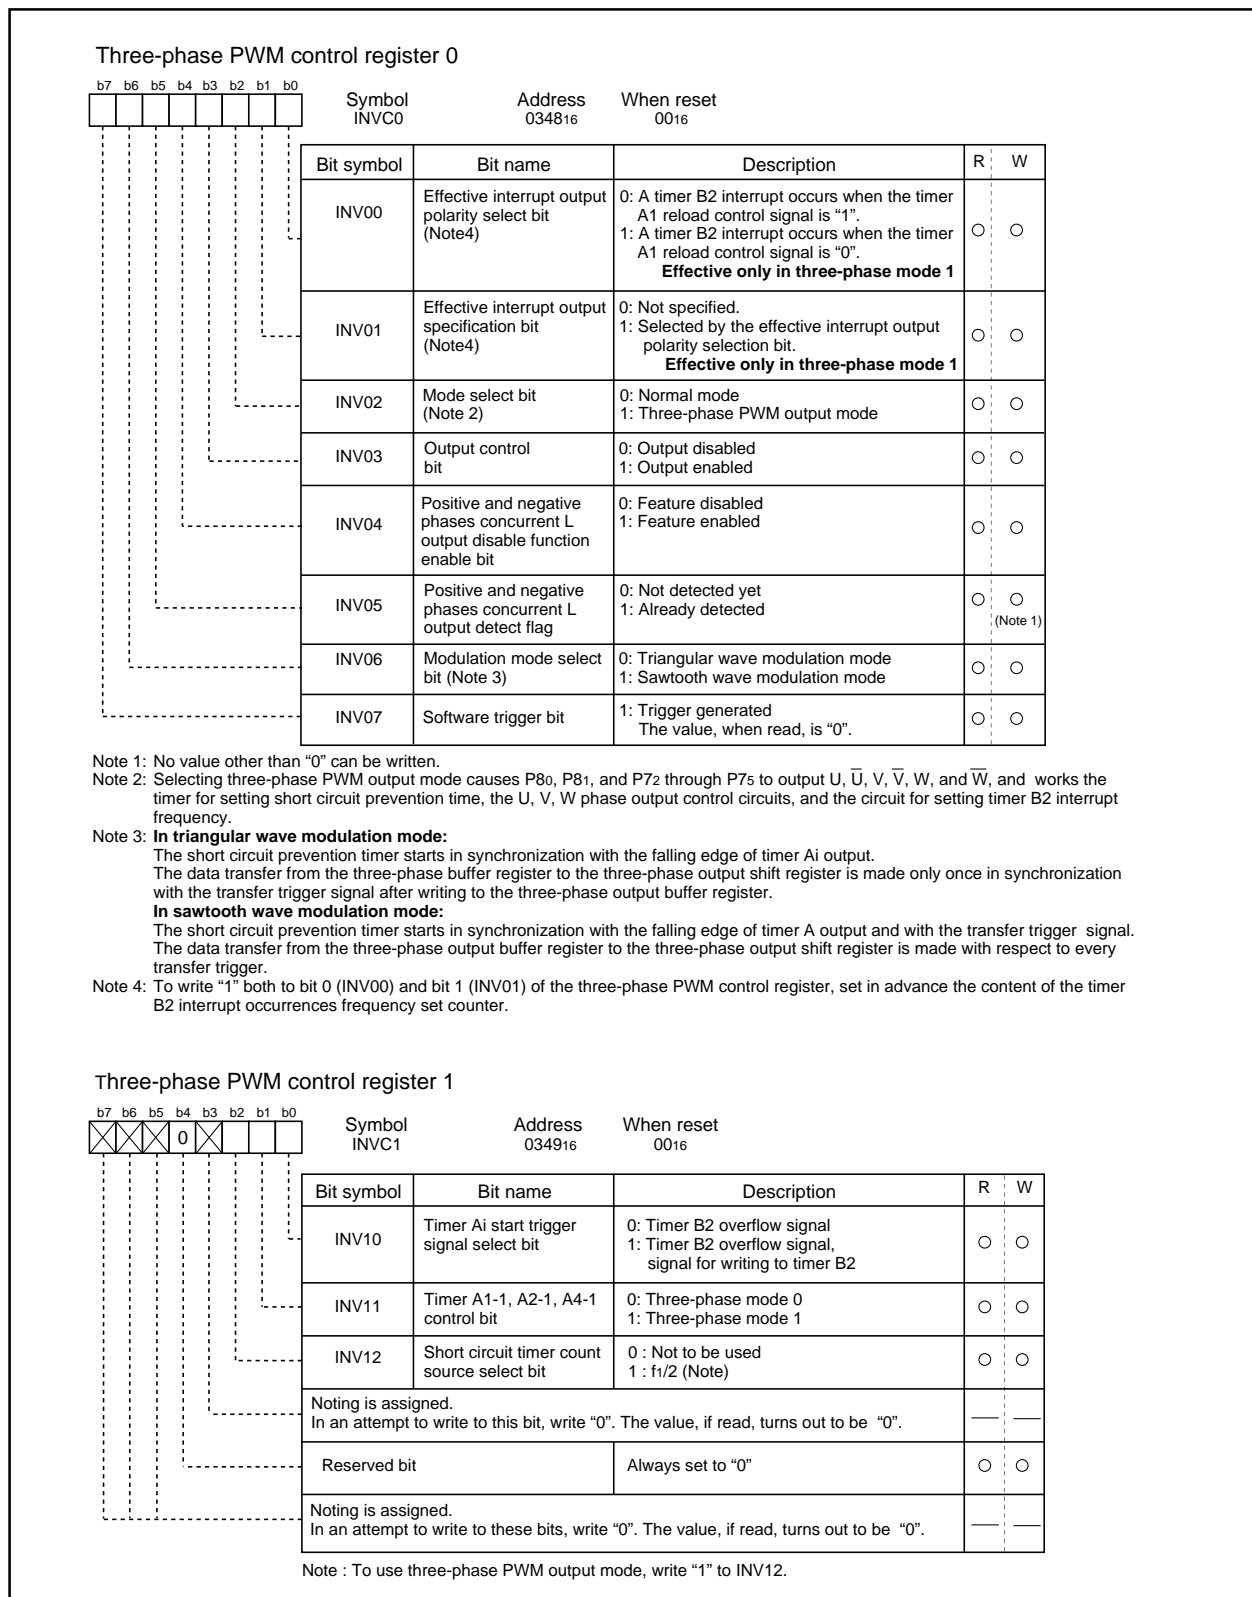 Three-phase PWM control register 0
b7 b6 b5 b4 b3 b2 b1 b0
Symbol Address When reset
INVC0 034816 0016
Bit symbol Bit name Description R W
INV00
Effective interrupt output
polarity select bit
(Note4)
0: A timer B2 interrupt occurs when the timer
A1 reload control signal is “1”.
1: A timer B2 interrupt occurs when the timer
A1 reload control signal is “0”.
Effective only in three-phase mode 1
INV01
Effective interrupt output
specification bit
(Note4)
0: Not specified.
1: Selected by the effective interrupt output
polarity selection bit.
Effective only in three-phase mode 1
INV02
Mode select bit
(Note 2)
0: Normal mode
1: Three-phase PWM output mode
INV03
Output control
bit
0: Output disabled
1: Output enabled
INV04
Positive and negative
phases concurrent L
output disable function
enable bit
0: Feature disabled
1: Feature enabled
INV05
Positive and negative
phases concurrent L
output detect flag
0: Not detected yet
1: Already detected
(Note 1)
INV06
Modulation mode select
bit (Note 3)
0: Triangular wave modulation mode
1: Sawtooth wave modulation mode
INV07
Software trigger bit
1: Trigger generated
The value, when read, is “0”.
Note 1: No value other than “0” can be written.
Note 2: Selecting three-phase PWM output mode causes P80, P81, and P72 through P75 to output U, U̅, V, V̅, W, and W̅, and works the
timer for setting short circuit prevention time, the U, V, W phase output control circuits, and the circuit for setting timer B2 interrupt
frequency.
Note 3: In triangular wave modulation mode:
The short circuit prevention timer starts in synchronization with the falling edge of timer Ai output.
The data transfer from the three-phase buffer register to the three-phase output shift register is made only once in synchronization
with the transfer trigger signal after writing to the three-phase output buffer register.
In sawtooth wave modulation mode:
The short circuit prevention timer starts in synchronization with the falling edge of timer A output and with the transfer trigger signal.
The data transfer from the three-phase output buffer register to the three-phase output shift register is made with respect to every
transfer trigger.
Note 4: To write “1” both to bit 0 (INV00) and bit 1 (INV01) of the three-phase PWM control register, set in advance the content of the timer
B2 interrupt occurrences frequency set counter.
Three-phase PWM control register 1
b7 b6 b5 b4 b3 b2 b1 b0
0
Symbol Address When reset
INVC1 034916 0016
Bit symbol Bit name Description R W
INV10
Timer Ai start trigger
signal select bit
0: Timer B2 overflow signal
1: Timer B2 overflow signal,
signal for writing to timer B2
INV11
Timer A1-1, A2-1, A4-1
control bit
0: Three-phase mode 0
1: Three-phase mode 1
INV12
Short circuit timer count
source select bit
0 : Not to be used
1 : f1/2 (Note)
Noting is assigned.
In an attempt to write to this bit, write “0”. The value, if read, turns out to be “0”.
Reserved bit Always set to “0”
Noting is assigned.
In an attempt to write to these bits, write “0”. The value, if read, turns out to be “0”.
Note : To use three-phase PWM output mode, write “1” to INV12.